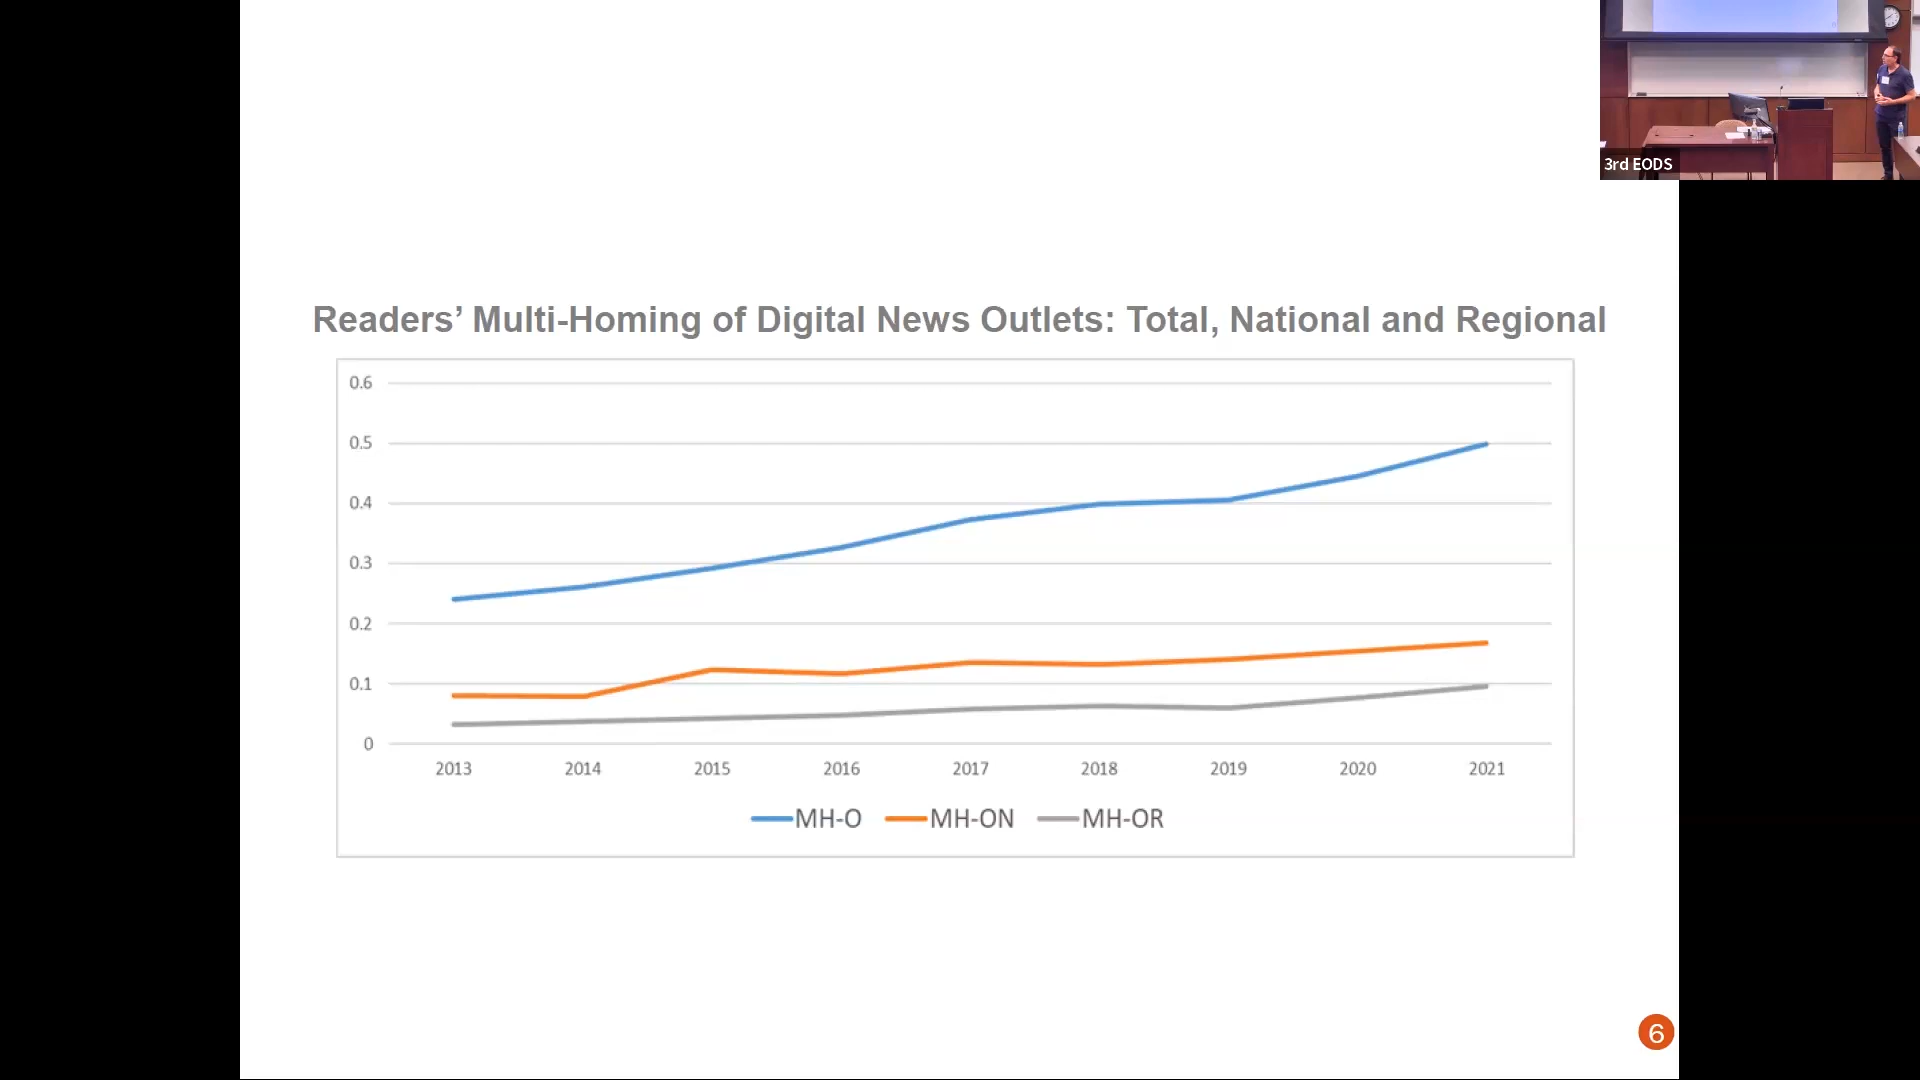 3rd EODS
Readers’ Multi-Homing of Digital News Outlets: Total, National and Regional
0.6
0.5
0.4
0.3
0.2
0.1
0
2013 2014 2015 2016 2017 2018 2019 2020 2021
MH-O MH-ON MH-OR
6